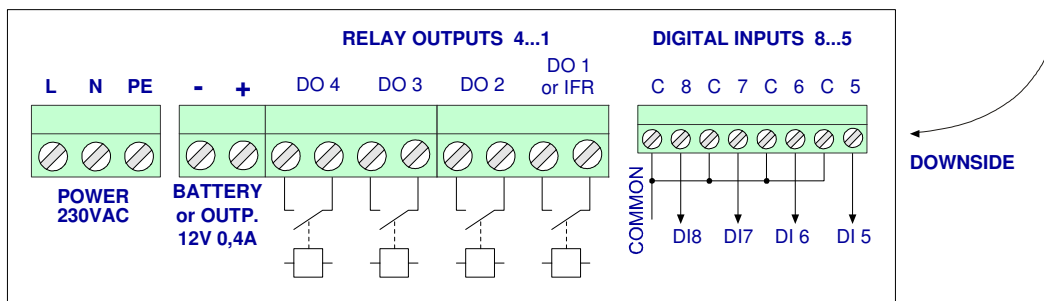 RELAY OUTPUTS 4...1
DIGITAL INPUTS 8...5
L N PE
- +
DO 4
DO 3
DO 2
DO 1
or IFR
C 8 C 7 C 6 C 5
POWER
230VAC
BATTERY
or OUTP.
12V 0,4A
COMMON
DI8
DI7
DI 6
DI 5
DOWNSIDE